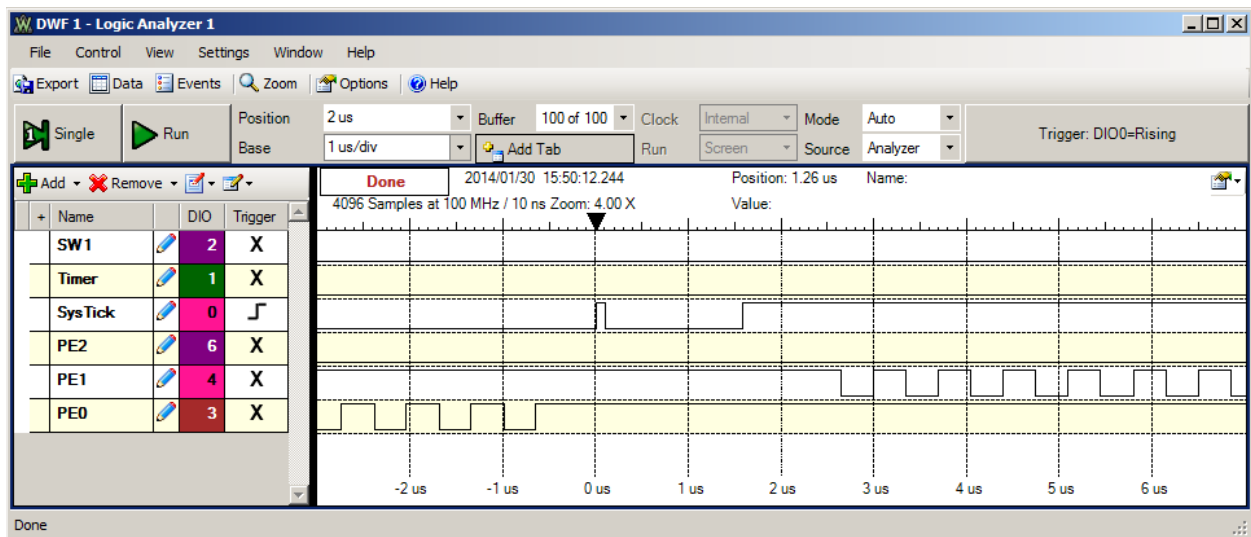 DWF 1 - Logic Analyzer 1
File Control View Settings Window Help
Export Data Events Zoom Options Help
Single Run Position 2 us Buffer 100 of 100 Clock Internal Mode Auto Trigger: DIO0=Rising
Base 1 us/div Add Tab Run Screen Source Analyzer
Add Remove Done 2014/01/30 15:50:12.244 Position: 1.26 us Name:
4096 Samples at 100 MHz / 10 ns Zoom: 4.00 X Value:
+ Name DIO Trigger
SW1 2 X
Timer 1 X
SysTick 0
PE2 6 X
PE1 4 X
PE0 3 X
-2 us -1 us 0 us 1 us 2 us 3 us 4 us 5 us 6 us
Done